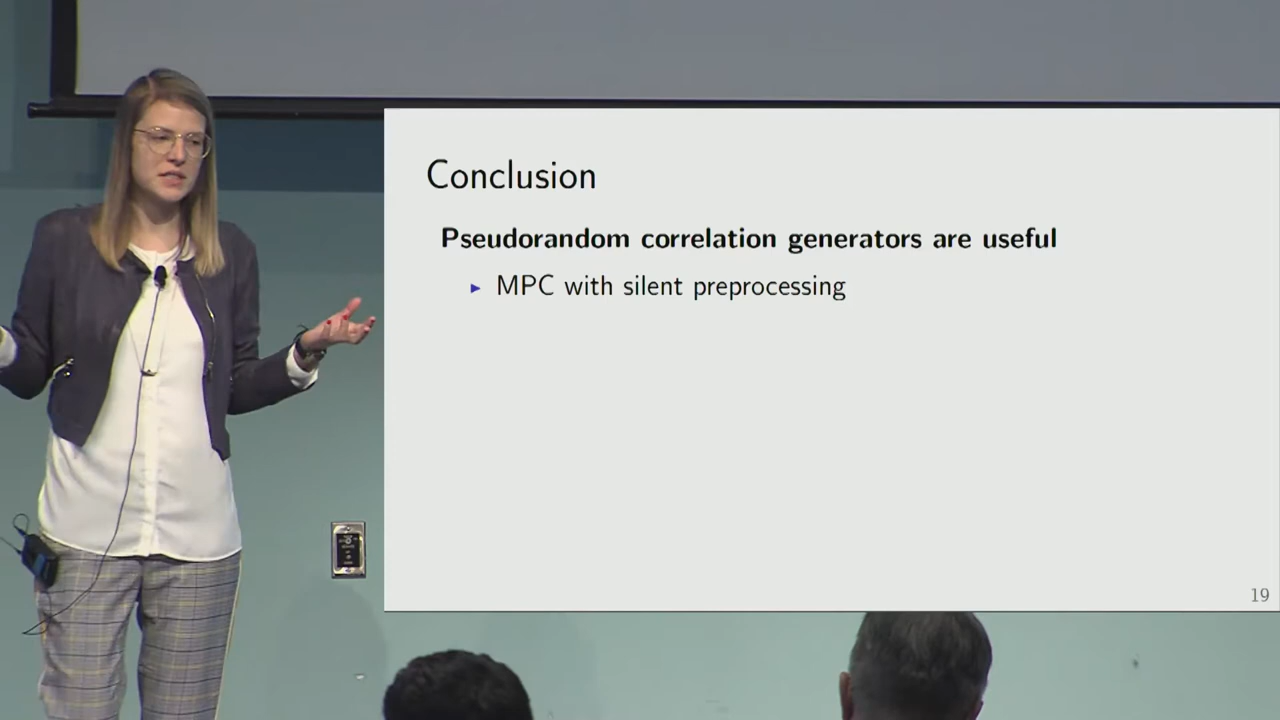 Conclusion
Pseudorandom correlation generators are useful
▸ MPC with silent preprocessing
19